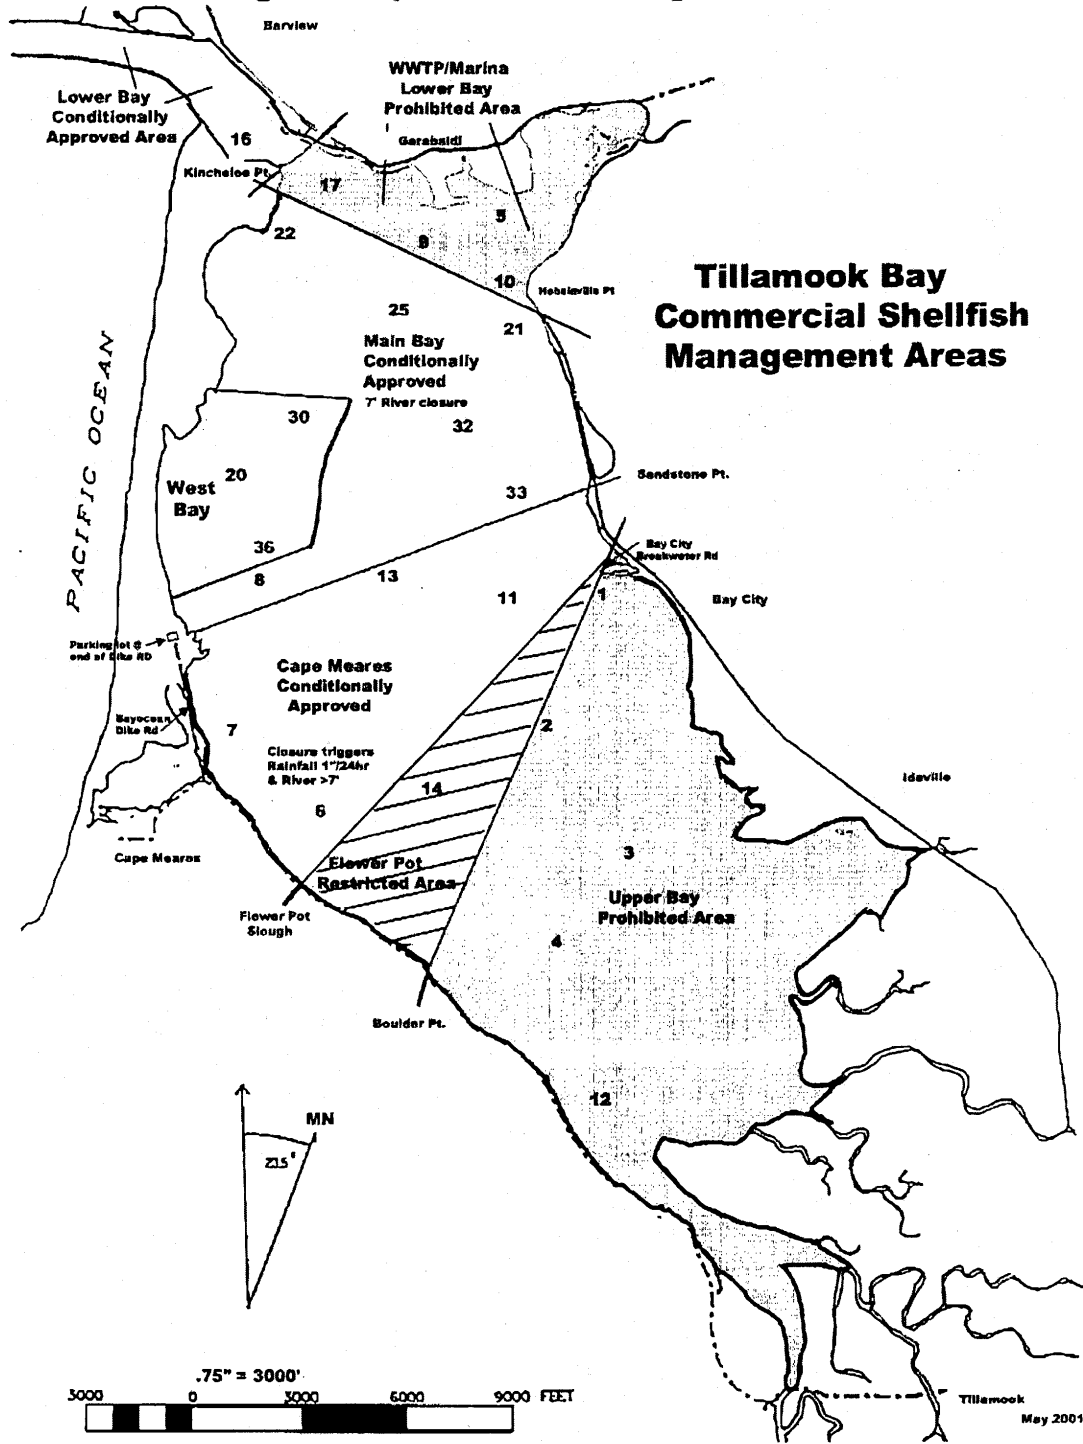 Barview
WWTP/Marina
Lower Bay
Prohibited Area
Lower Bay
Conditionally
Approved Area
16
Garabaldi
Kincheloe Pt.
17
5
22
9
10
Hobsinville Pt
Tillamook Bay
Commercial Shellfish
Management Areas
25
21
Main Bay
Conditionally
Approved
7' River closure
30
32
PACIFIC OCEAN
20
West
Bay
Sandstone Pt.
33
36
Bay City
Breakwater Rd
8
13
11
1
Bay City
Parking lot @
end of Dike RD
Cape Meares
Conditionally
Approved
Bayocean
Dike Rd
7
2
Closure triggers
Rainfall 1"/24hr
& River >7'
Idaville
14
6
Cape Meares
3
Flower Pot
Restricted Area
Upper Bay
Prohibited Area
Flower Pot
Slough
4
Boulder Pt.
12
MN
.75" = 3000'
3000 0 3000 6000 9000 FEET
Tillamook
May 2001